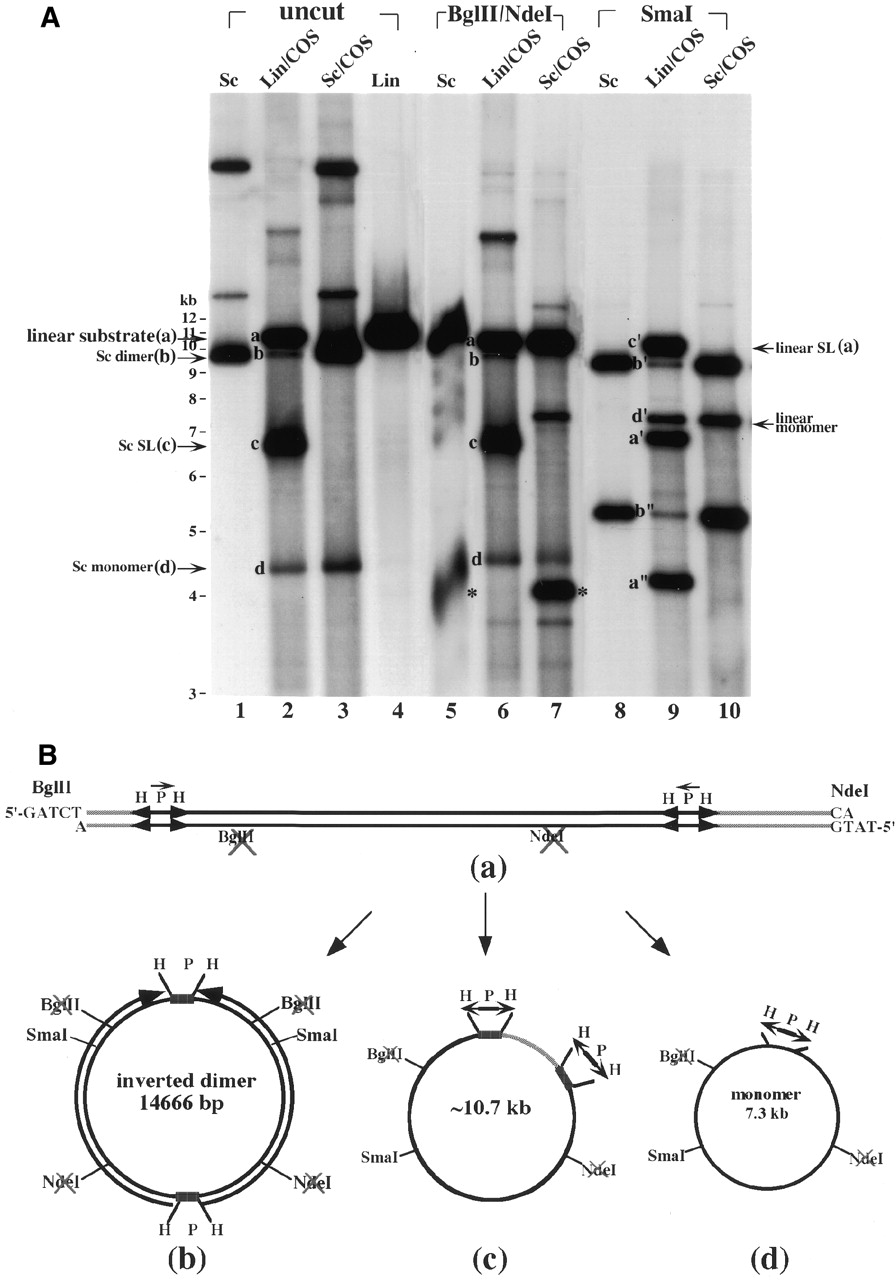 A
uncut BglII/NdeI SmaI
Sc Lin/COS Sc/COS Lin Sc Lin/COS Sc/COS Sc Lin/COS Sc/COS
kb
12
linear substrate(a) 11 a a c' linear SL (a)
10
Sc dimer(b) b b b'
9
8
d' linear
monomer
7
a'
Sc SL(c) c c
6
b"
5
Sc monomer(d) d d
a"
4 * *
3
1 2 3 4 5 6 7 8 9 10
B
BglII NdeI
H P H H P H
5'-GATCT CA
A GTAT-5'
BglII NdeI
(a)
H P H
BglII BglII
SmaI SmaI
inverted dimer
14666 bp
NdeI NdeI
H P H
(b)
H P H
H
P
H
BglII
~10.7 kb
SmaI
NdeI
(c)
H P H
BglII
monomer
7.3 kb
SmaI
NdeI
(d)